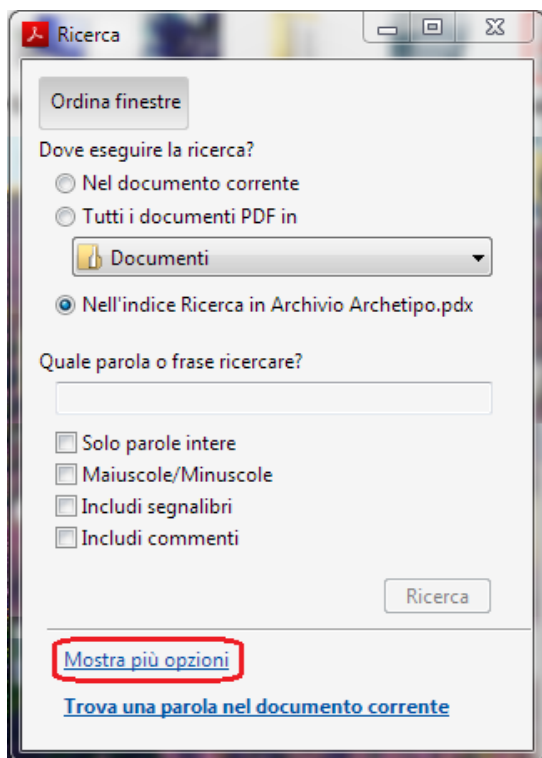 Ricerca
Ordina finestre
Dove eseguire la ricerca?
Nel documento corrente
Tutti i documenti PDF in
Documenti
Nell'indice Ricerca in Archivio Archetipo.pdx
Quale parola o frase ricercare?
Solo parole intere
Maiuscole/Minuscole
Includi segnalibri
Includi commenti
Ricerca
Mostra più opzioni
Trova una parola nel documento corrente